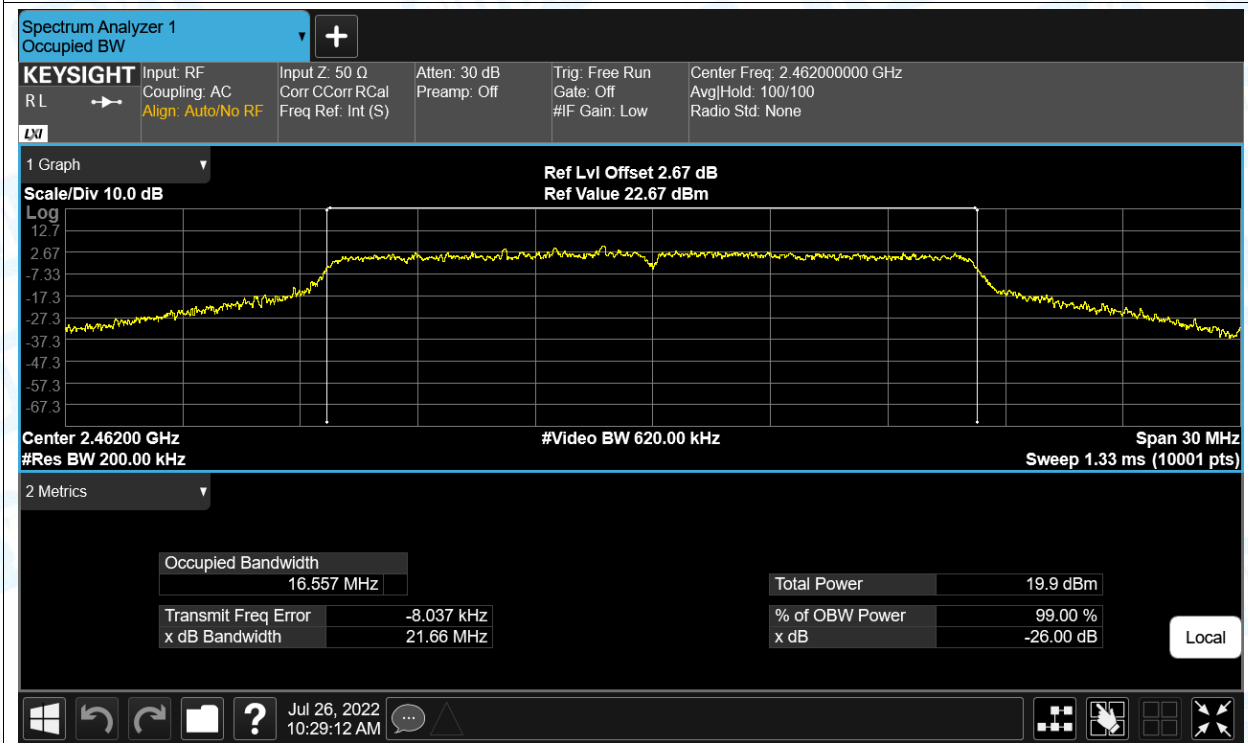 Spectrum Analyzer 1
Occupied BW
KEYSIGHT
R L
LXI
Input: RF
Coupling: AC
Align: Auto/No RF
Input Z: 50 Ω
Corr CCorr RCal
Freq Ref: Int (S)
Atten: 30 dB
Preamp: Off
Trig: Free Run
Gate: Off
#IF Gain: Low
Center Freq: 2.462000000 GHz
Avg|Hold: 100/100
Radio Std: None
1 Graph
Scale/Div 10.0 dB
Ref Lvl Offset 2.67 dB
Ref Value 22.67 dBm
Log
12.7
2.67
-7.33
-17.3
-27.3
-37.3
-47.3
-57.3
-67.3
Center 2.46200 GHz
#Video BW 620.00 kHz
Span 30 MHz
#Res BW 200.00 kHz
Sweep 1.33 ms (10001 pts)
2 Metrics
Occupied Bandwidth
16.557 MHz
Total Power 19.9 dBm
Transmit Freq Error -8.037 kHz
% of OBW Power 99.00 %
x dB Bandwidth 21.66 MHz
x dB -26.00 dB
Local
?
Jul 26, 2022
10:29:12 AM